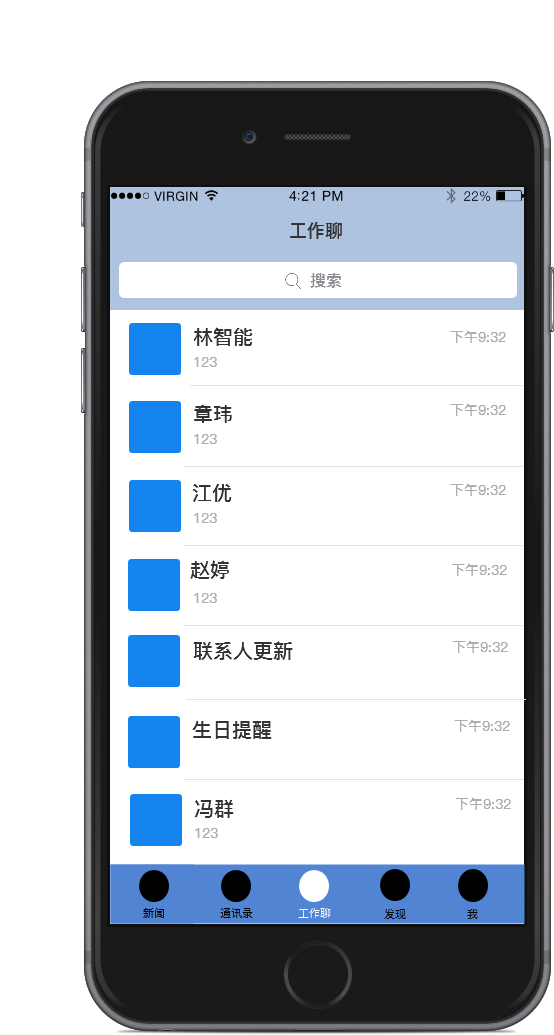 VIRGIN 4:21 PM 22%
工作聊
搜索
林智能 下午9:32
123
章玮 下午9:32
123
江优 下午9:32
123
赵婷 下午9:32
123
联系人更新 下午9:32
生日提醒 下午9:32
冯群 下午9:32
123
新闻 通讯录 工作聊 发现 我